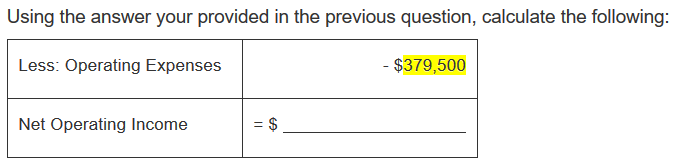 Using the answer your provided in the previous question, calculate the following:
Less: Operating Expenses - $379,500
Net Operating Income = $ ____________________